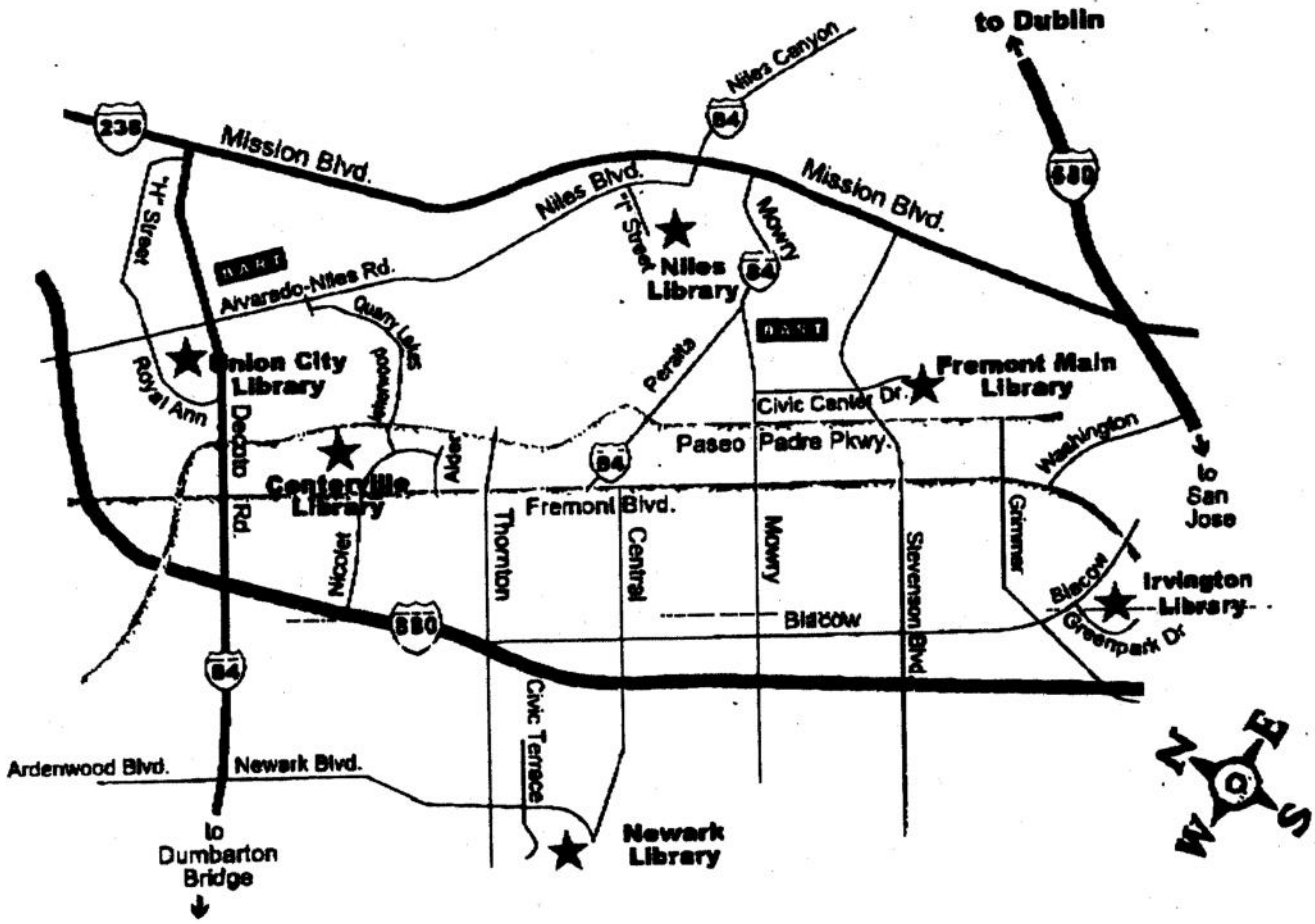 to Dublin
Niles Canyon
84
238
Mission Blvd.
680
"H" Street
Niles Blvd.
"I" Street
Mowry
Mission Blvd.
BART
Alvarado-Niles Rd.
84
Niles
Library
Quarry Lakes
BART
Union City
Library
Royal Ann
Peralta
Fremont Main
Library
Civic Center Dr.
Decoto
Rd.
Paseo Padre Pkwy.
Washington
Alder
84
Centerville
Library
Fremont Blvd.
to
San
Jose
Nicolet
Thornton
Central
Mowry
Stevenson Blvd.
Grimmer
Blacow
Irvington
Library
880
Blacow
Greenpark Dr
84
Civic Terrace
Ardenwood Blvd.
Newark Blvd.
N
E
Q
W
S
to
Dumbarton
Bridge
Newark
Library